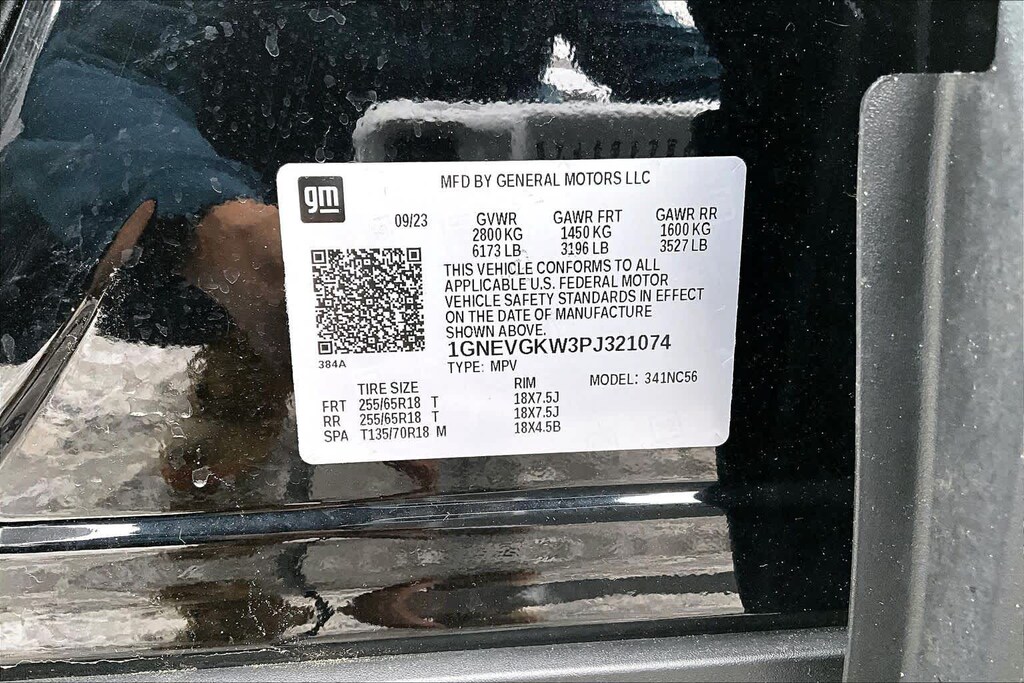 gm
MFD BY GENERAL MOTORS LLC
09/23 GVWR GAWR FRT GAWR RR
2800 KG 1450 KG 1600 KG
6173 LB 3196 LB 3527 LB
THIS VEHICLE CONFORMS TO ALL
APPLICABLE U.S. FEDERAL MOTOR
VEHICLE SAFETY STANDARDS IN EFFECT
ON THE DATE OF MANUFACTURE
SHOWN ABOVE.
384A
1GNEVGKW3PJ321074
TYPE: MPV
TIRE SIZE RIM MODEL: 341NC56
FRT 255/65R18 T 18X7.5J
RR 255/65R18 T 18X7.5J
SPA T135/70R18 M 18X4.5B